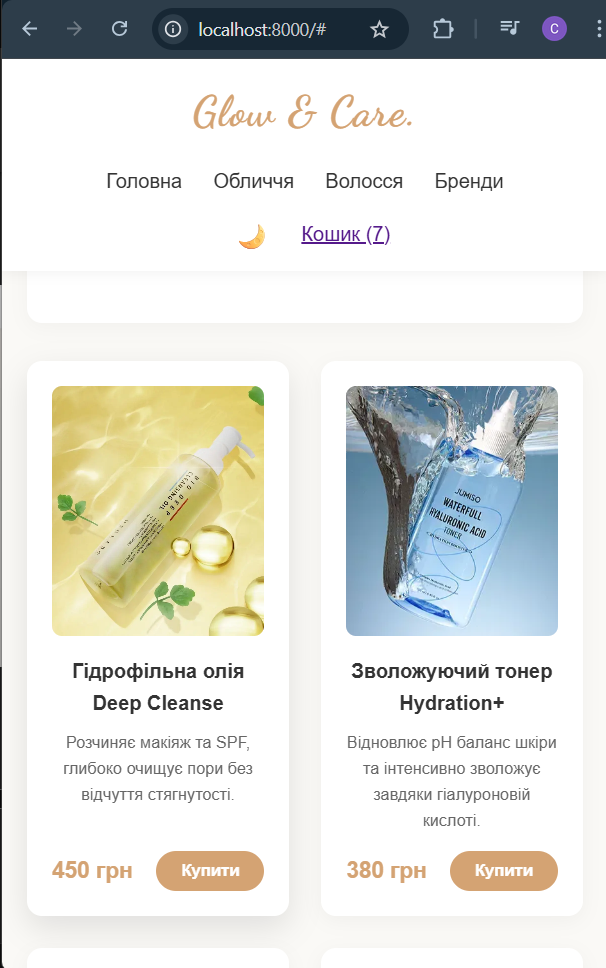 localhost:8000/#
C
Glow & Care.
Головна Обличчя Волосся Бренди
Кошик (7)
CLEANSING OIL
JUMISO
WATERFULL
HYALURONIC ACID
TONER
Гідрофільна олія
Deep Cleanse
Розчиняє макіяж та SPF,
глибоко очищує пори без
відчуття стягнутості.
450 грн Купити
Зволожуючий тонер
Hydration+
Відновлює pH баланс шкіри
та інтенсивно зволожує
завдяки гіалуроновій
кислоті.
380 грн Купити